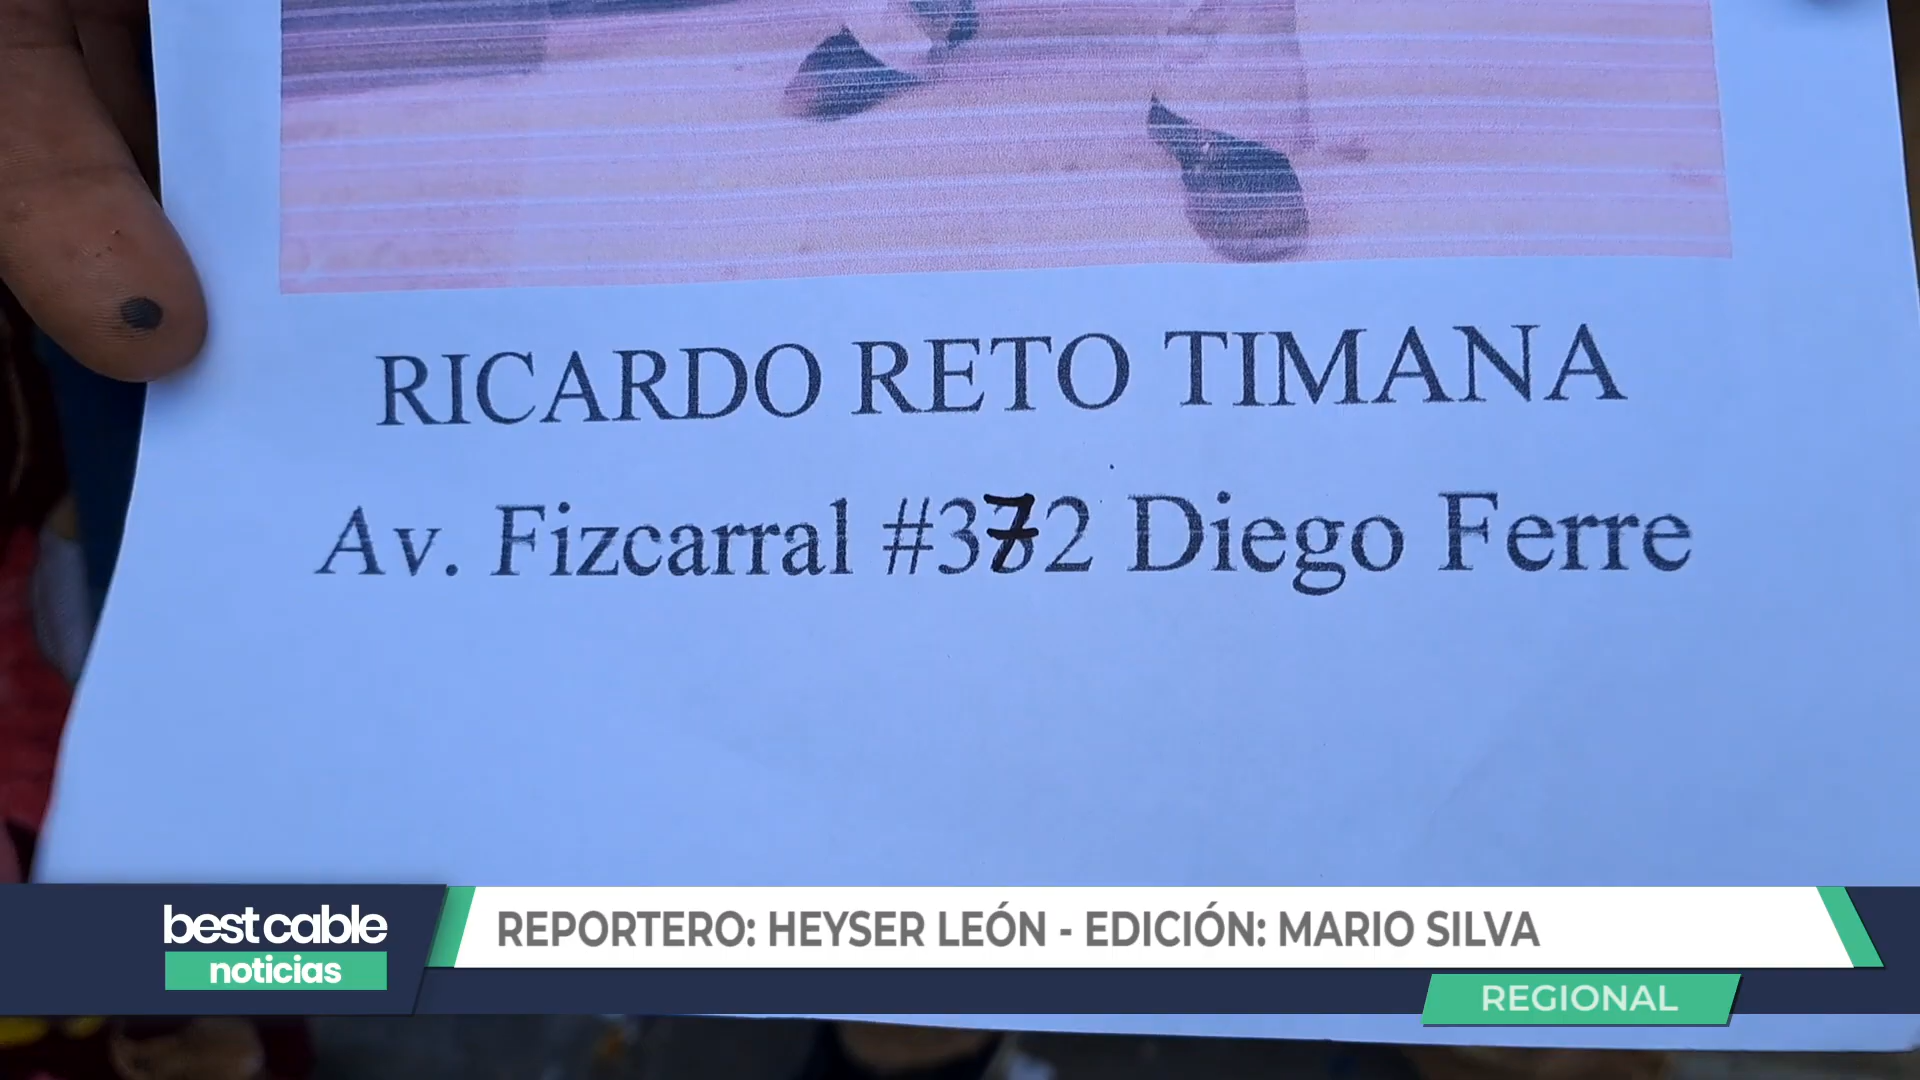 RICARDO RETO TIMANA
Av. Fizcarral #372 Diego Ferre
best cable
noticias
REPORTERO: HEYSER LEÓN - EDICIÓN: MARIO SILVA
REGIONAL